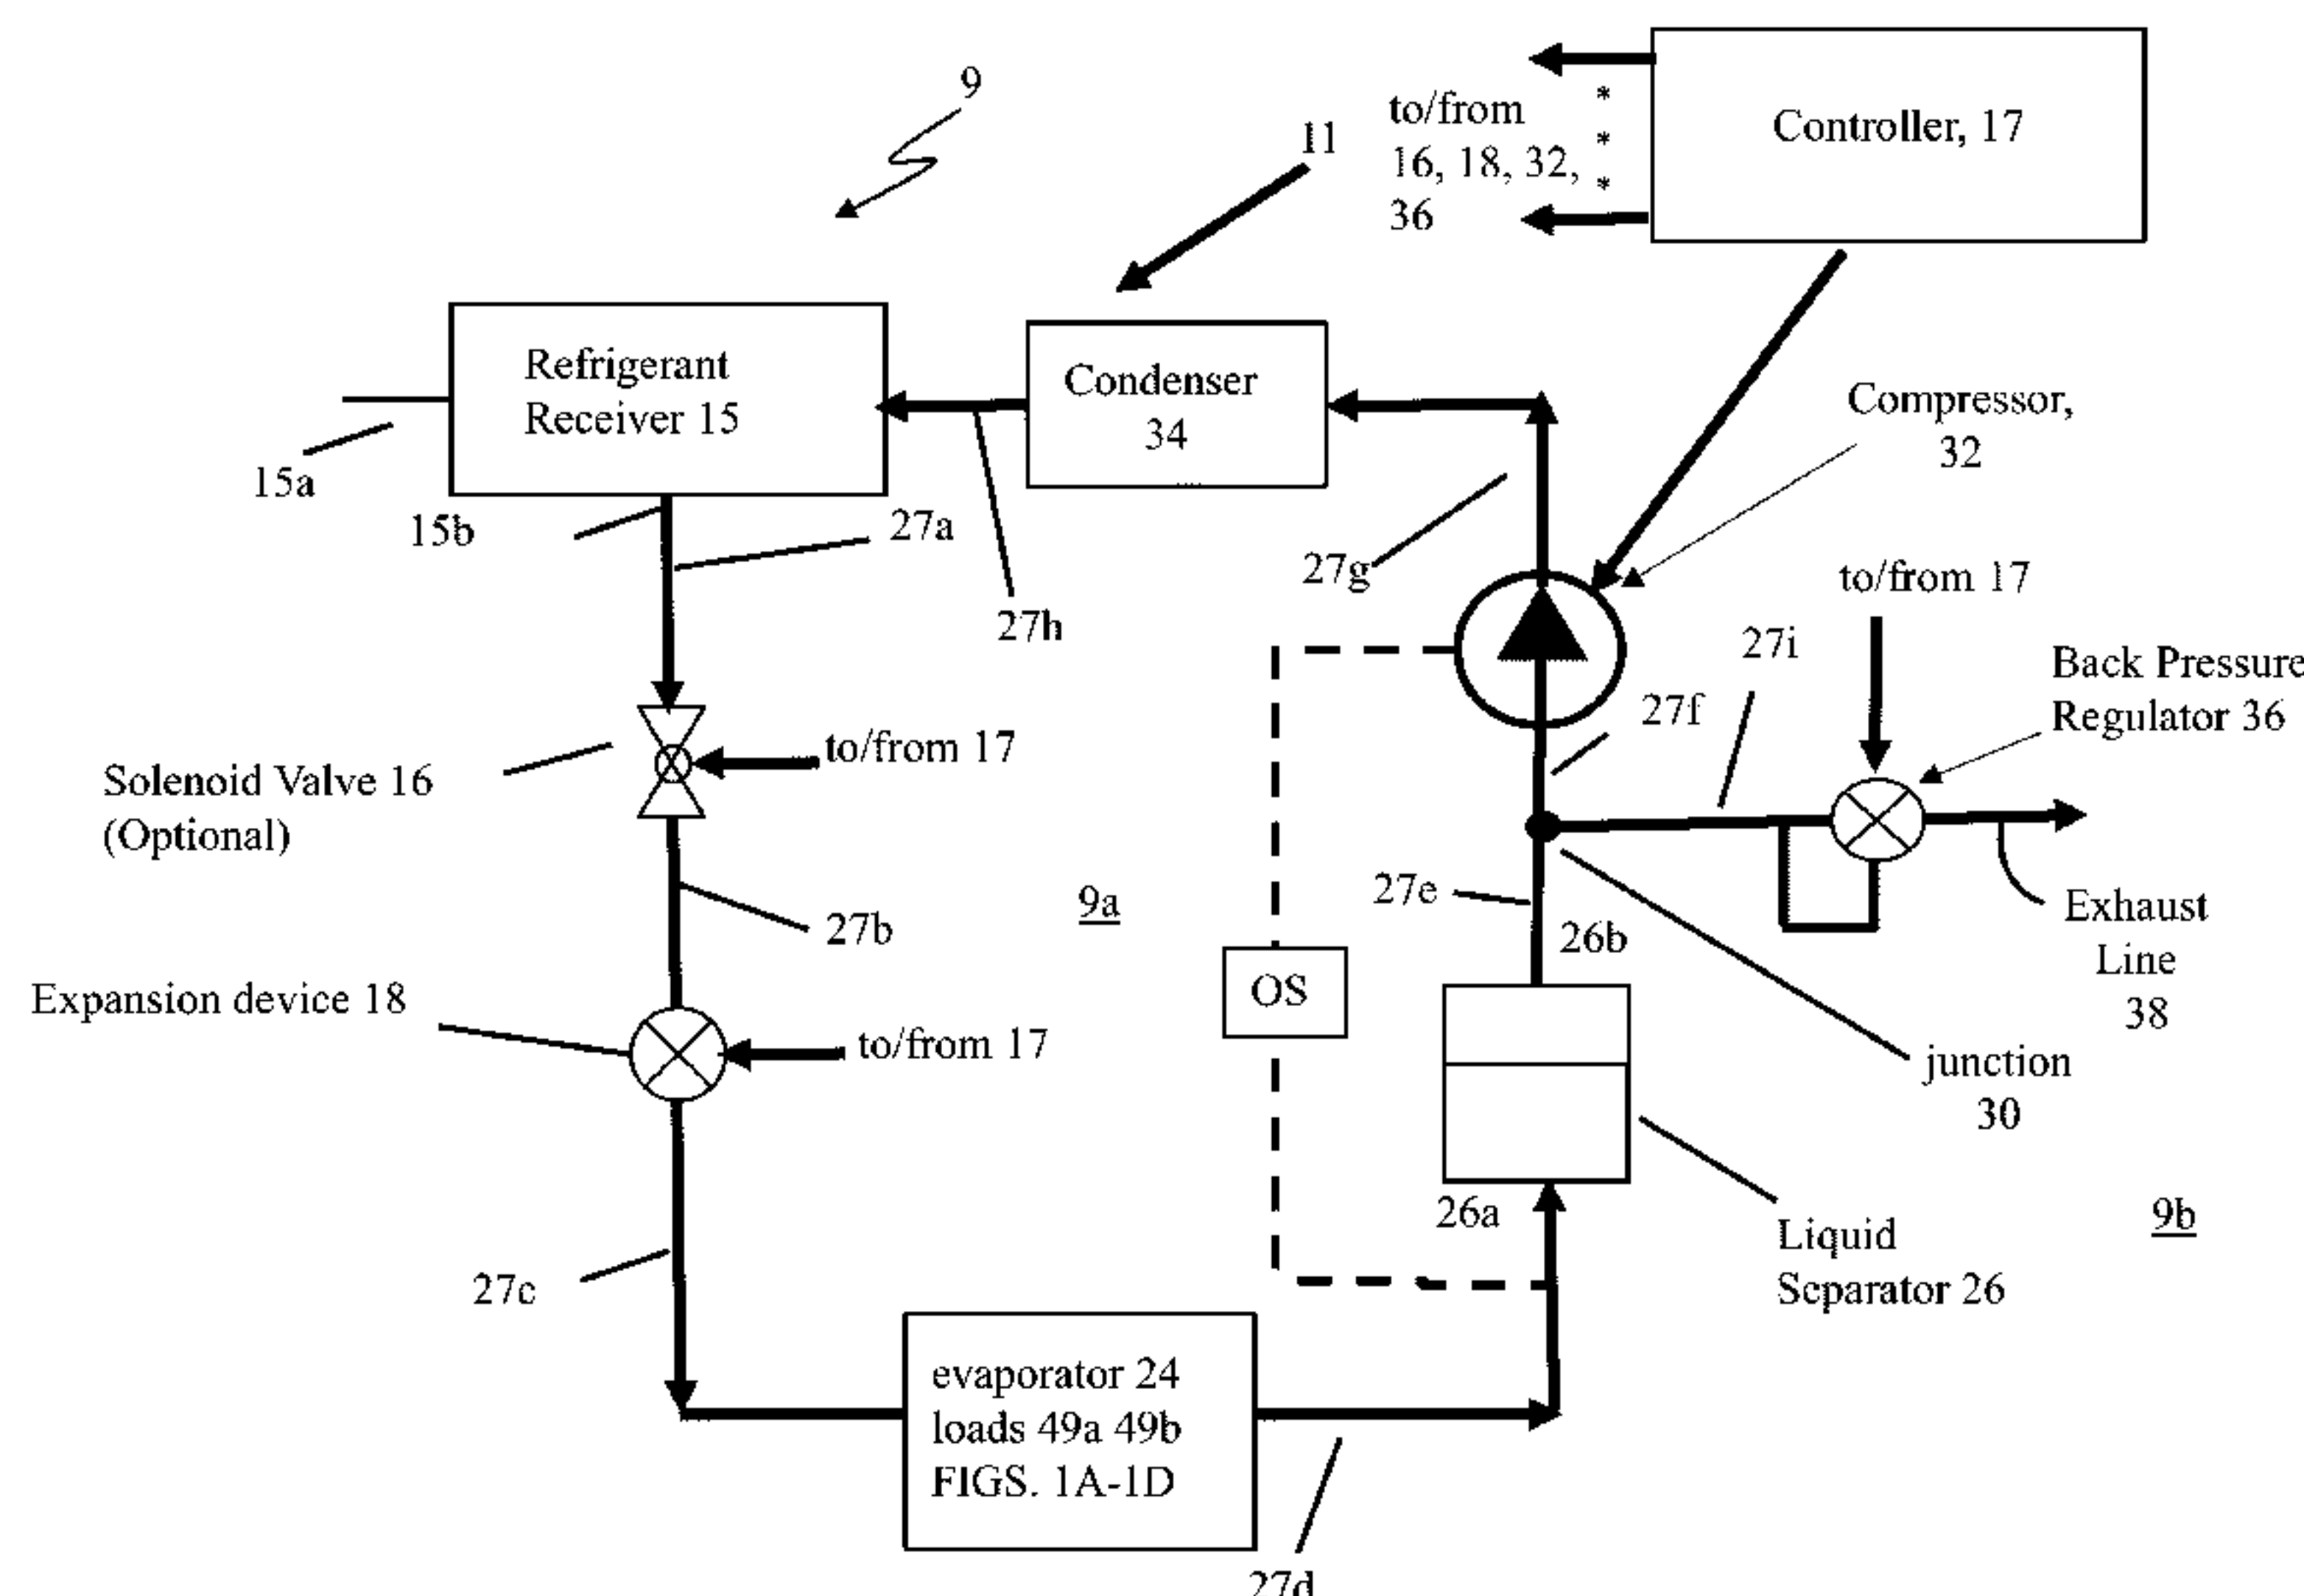 9
11
to/from
16, 18, 32,
36
*
*
*
Controller, 17
Refrigerant
Receiver 15
Condenser
34
Compressor,
32
15a
15b
27a
27h
27g
to/from 17
27i
27f
Back Pressure
Regulator 36
Solenoid Valve 16
(Optional)
to/from 17
27b
9a
27e
26b
Exhaust
Line
38
Expansion device 18
to/from 17
OS
junction
30
26a
Liquid
Separator 26
9b
27c
evaporator 24
loads 49a 49b
FIGS. 1A-1D
27d